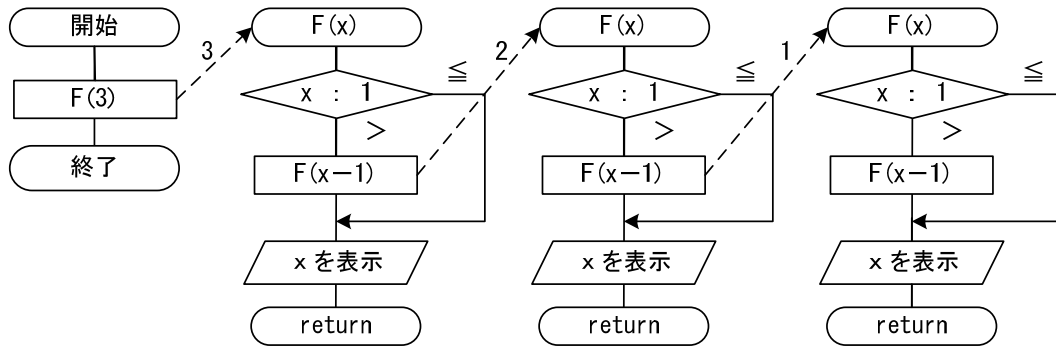 開始
F(3)
終了
3
F(x)
x : 1
≦
>
F(x-1)
xを表示
return
2
F(x)
x : 1
≦
>
F(x-1)
xを表示
return
1
F(x)
x : 1
≦
>
F(x-1)
xを表示
return